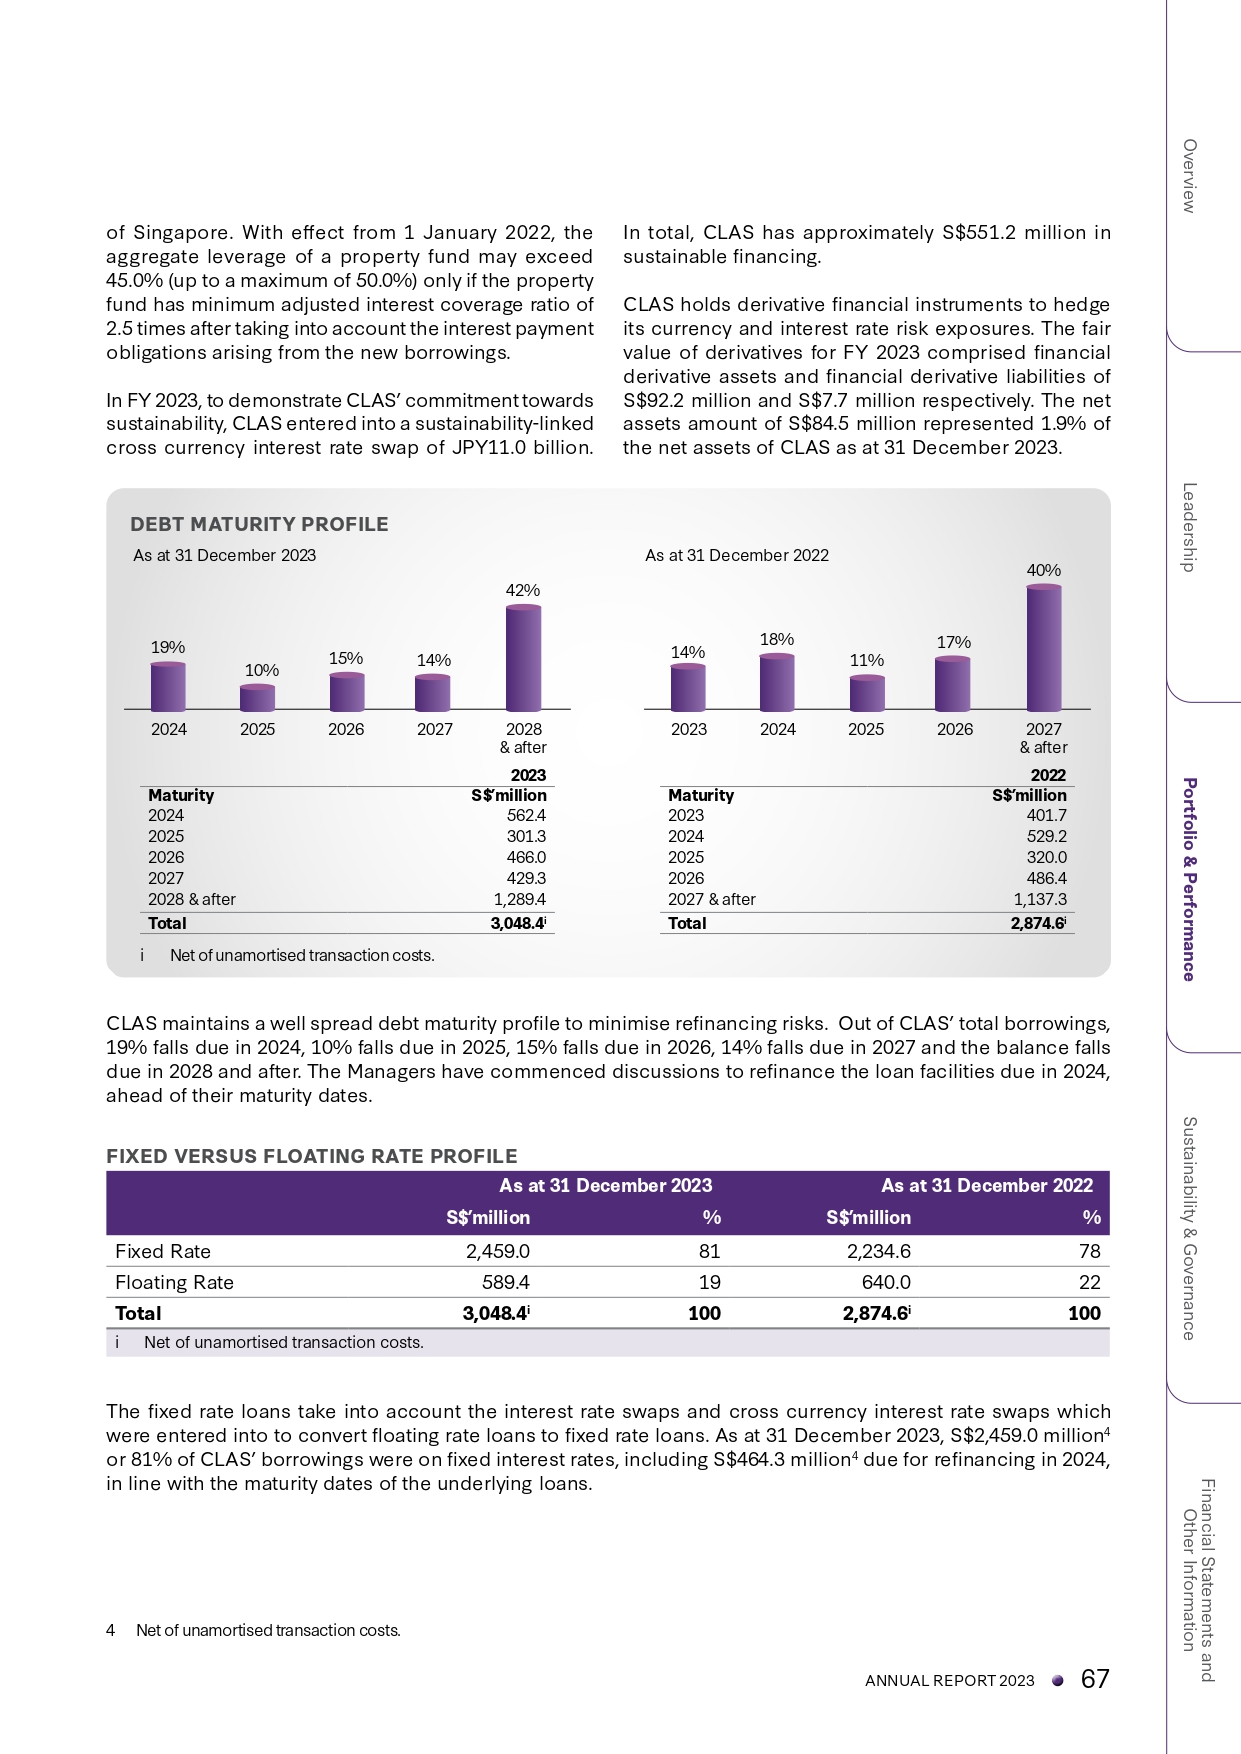 of Singapore. With effect from 1 January 2022, the
aggregate leverage of a property fund may exceed
45.0% (up to a maximum of 50.0%) only if the property
fund has minimum adjusted interest coverage ratio of
2.5 times after taking into account the interest payment
obligations arising from the new borrowings.
In FY 2023, to demonstrate CLAS’ commitment towards
sustainability, CLAS entered into a sustainability-linked
cross currency interest rate swap of JPY11.0 billion.
In total, CLAS has approximately S$551.2 million in
sustainable financing.
CLAS holds derivative financial instruments to hedge
its currency and interest rate risk exposures. The fair
value of derivatives for FY 2023 comprised financial
derivative assets and financial derivative liabilities of
S$92.2 million and S$7.7 million respectively. The net
assets amount of S$84.5 million represented 1.9% of
the net assets of CLAS as at 31 December 2023.
DEBT MATURITY PROFILE
As at 31 December 2023
19% 10% 15% 14% 42%
2024 2025 2026 2027 2028
& after
2023
Maturity S$’million
2024 562.4
2025 301.3
2026 466.0
2027 429.3
2028 & after 1,289.4
Total 3,048.4i
i Net of unamortised transaction costs.
As at 31 December 2022
14% 18% 11% 17% 40%
2023 2024 2025 2026 2027
& after
2022
Maturity S$’million
2023 401.7
2024 529.2
2025 320.0
2026 486.4
2027 & after 1,137.3
Total 2,874.6i
CLAS maintains a well spread debt maturity profile to minimise refinancing risks. Out of CLAS’ total borrowings,
19% falls due in 2024, 10% falls due in 2025, 15% falls due in 2026, 14% falls due in 2027 and the balance falls
due in 2028 and after. The Managers have commenced discussions to refinance the loan facilities due in 2024,
ahead of their maturity dates.
FIXED VERSUS FLOATING RATE PROFILE
As at 31 December 2023 As at 31 December 2022
S$’million % S$’million %
Fixed Rate 2,459.0 81 2,234.6 78
Floating Rate 589.4 19 640.0 22
Total 3,048.4i 100 2,874.6i 100
i Net of unamortised transaction costs.
The fixed rate loans take into account the interest rate swaps and cross currency interest rate swaps which
were entered into to convert floating rate loans to fixed rate loans. As at 31 December 2023, S$2,459.0 million4
or 81% of CLAS’ borrowings were on fixed interest rates, including S$464.3 million4 due for refinancing in 2024,
in line with the maturity dates of the underlying loans.
4 Net of unamortised transaction costs.
ANNUAL REPORT 2023 67
Overview
Leadership
Portfolio & Performance
Sustainability & Governance
Financial Statements and
Other Information